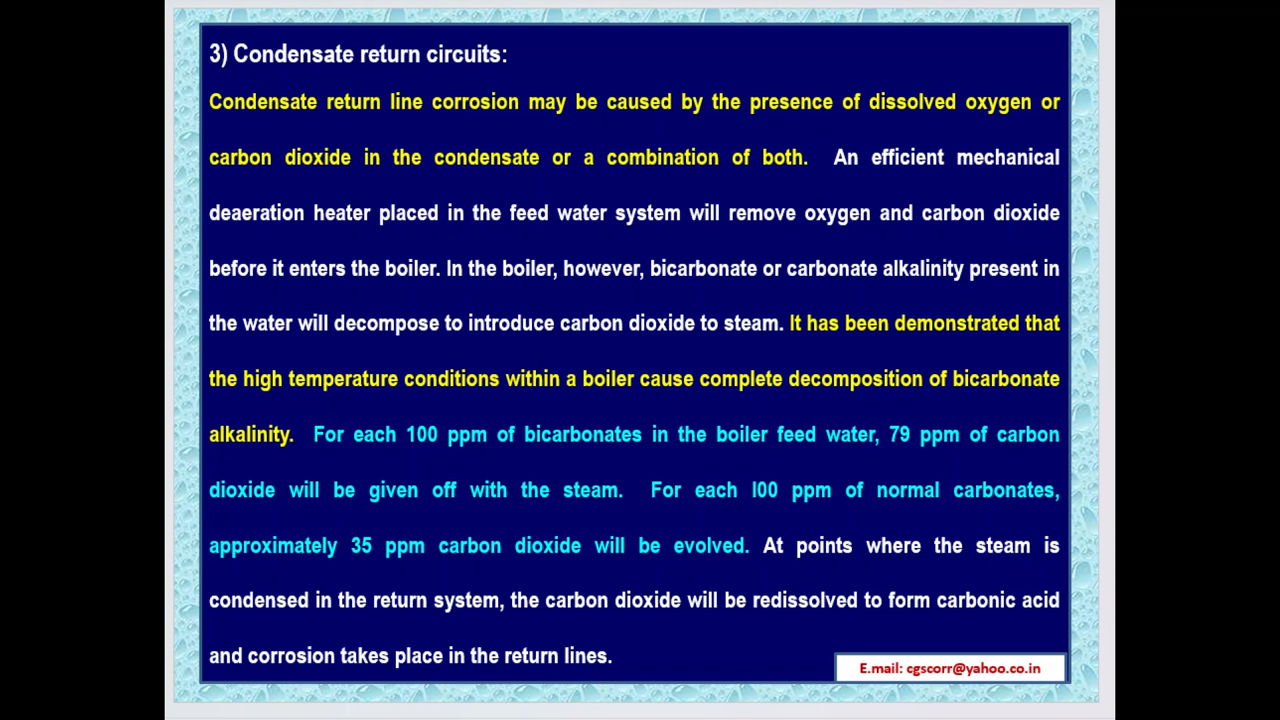 3) Condensate return circuits:
Condensate return line corrosion may be caused by the presence of dissolved oxygen or
carbon dioxide in the condensate or a combination of both. An efficient mechanical
deaeration heater placed in the feed water system will remove oxygen and carbon dioxide
before it enters the boiler. In the boiler, however, bicarbonate or carbonate alkalinity present in
the water will decompose to introduce carbon dioxide to steam. It has been demonstrated that
the high temperature conditions within a boiler cause complete decomposition of bicarbonate
alkalinity. For each 100 ppm of bicarbonates in the boiler feed water, 79 ppm of carbon
dioxide will be given off with the steam. For each l00 ppm of normal carbonates,
approximately 35 ppm carbon dioxide will be evolved. At points where the steam is
condensed in the return system, the carbon dioxide will be redissolved to form carbonic acid
and corrosion takes place in the return lines.
E.mail: cgscorr@yahoo.co.in